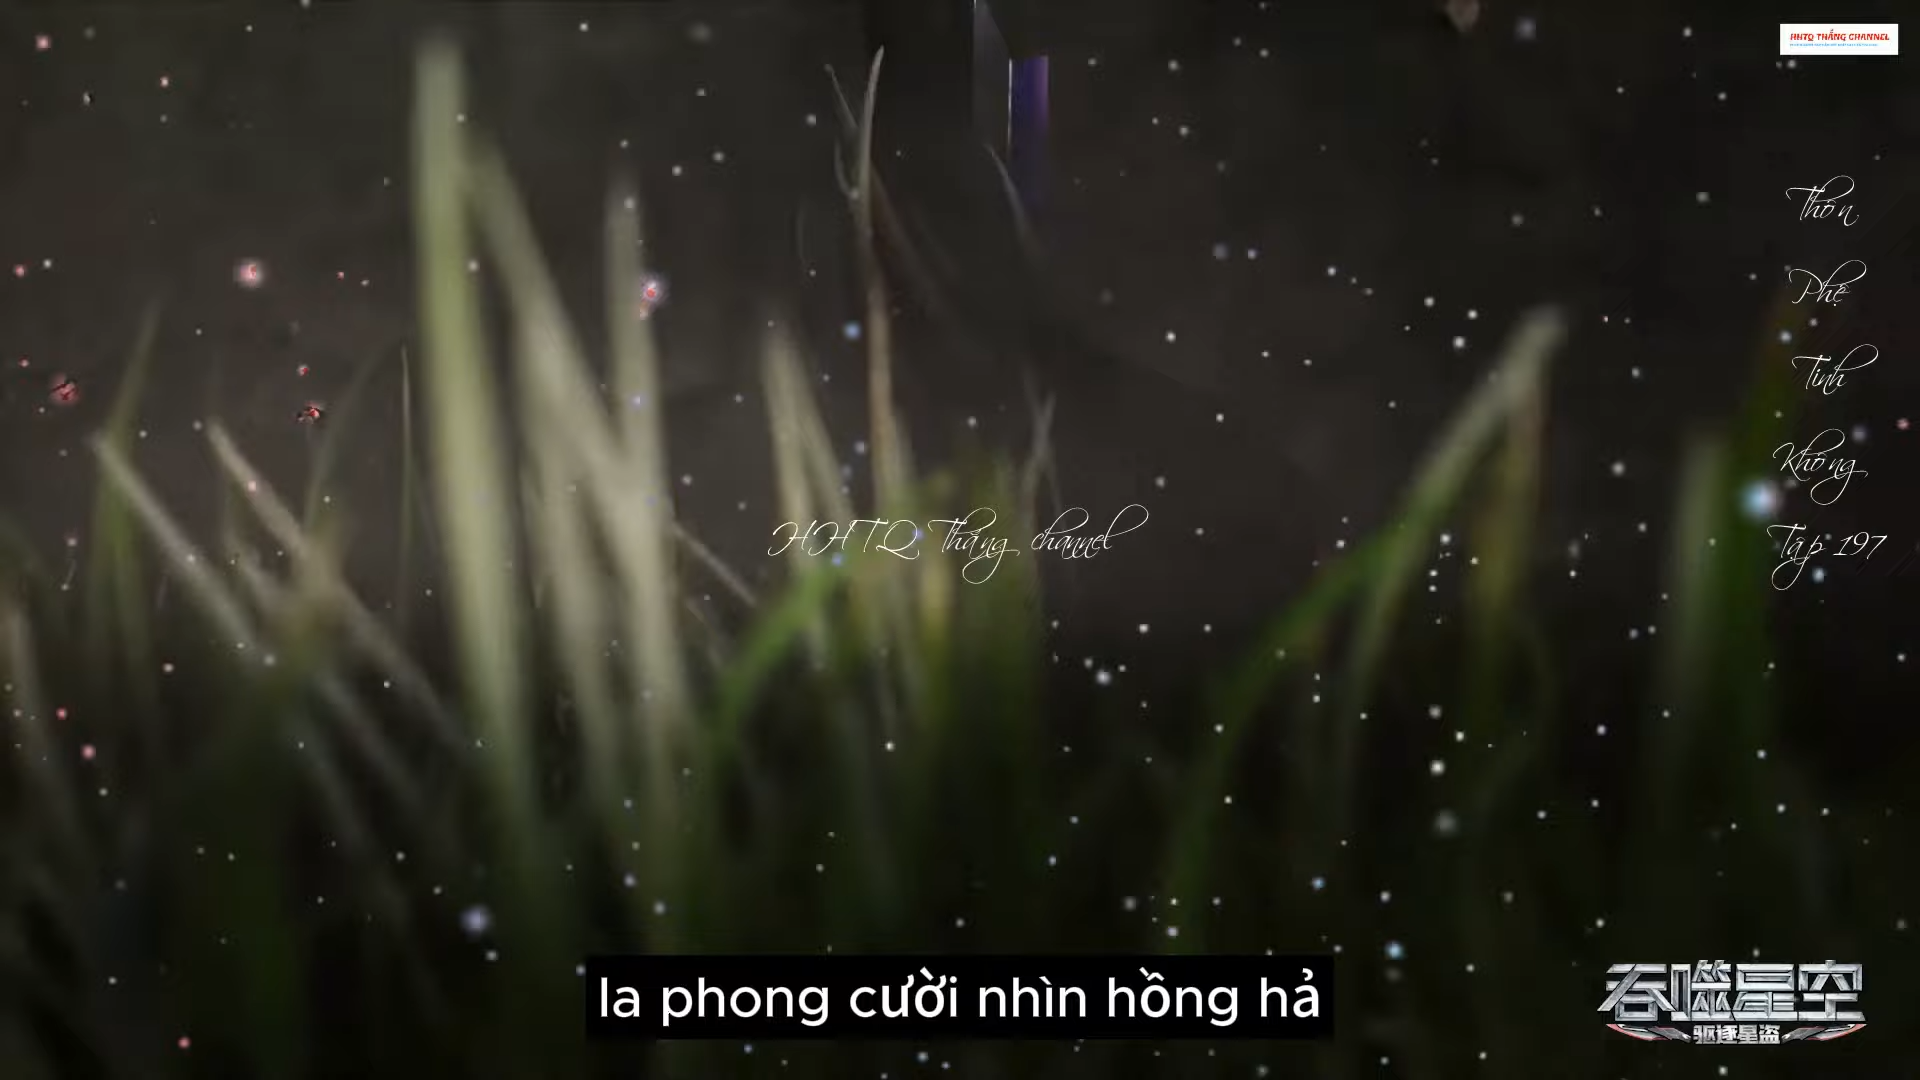 HHTQ THẮNG CHANNEL
Thôn
Phệ
Tinh
Không
Tập 197
HHTQ Thắng channel
la phong cười nhìn hồng hả
吞噬星空
驱逐星盗